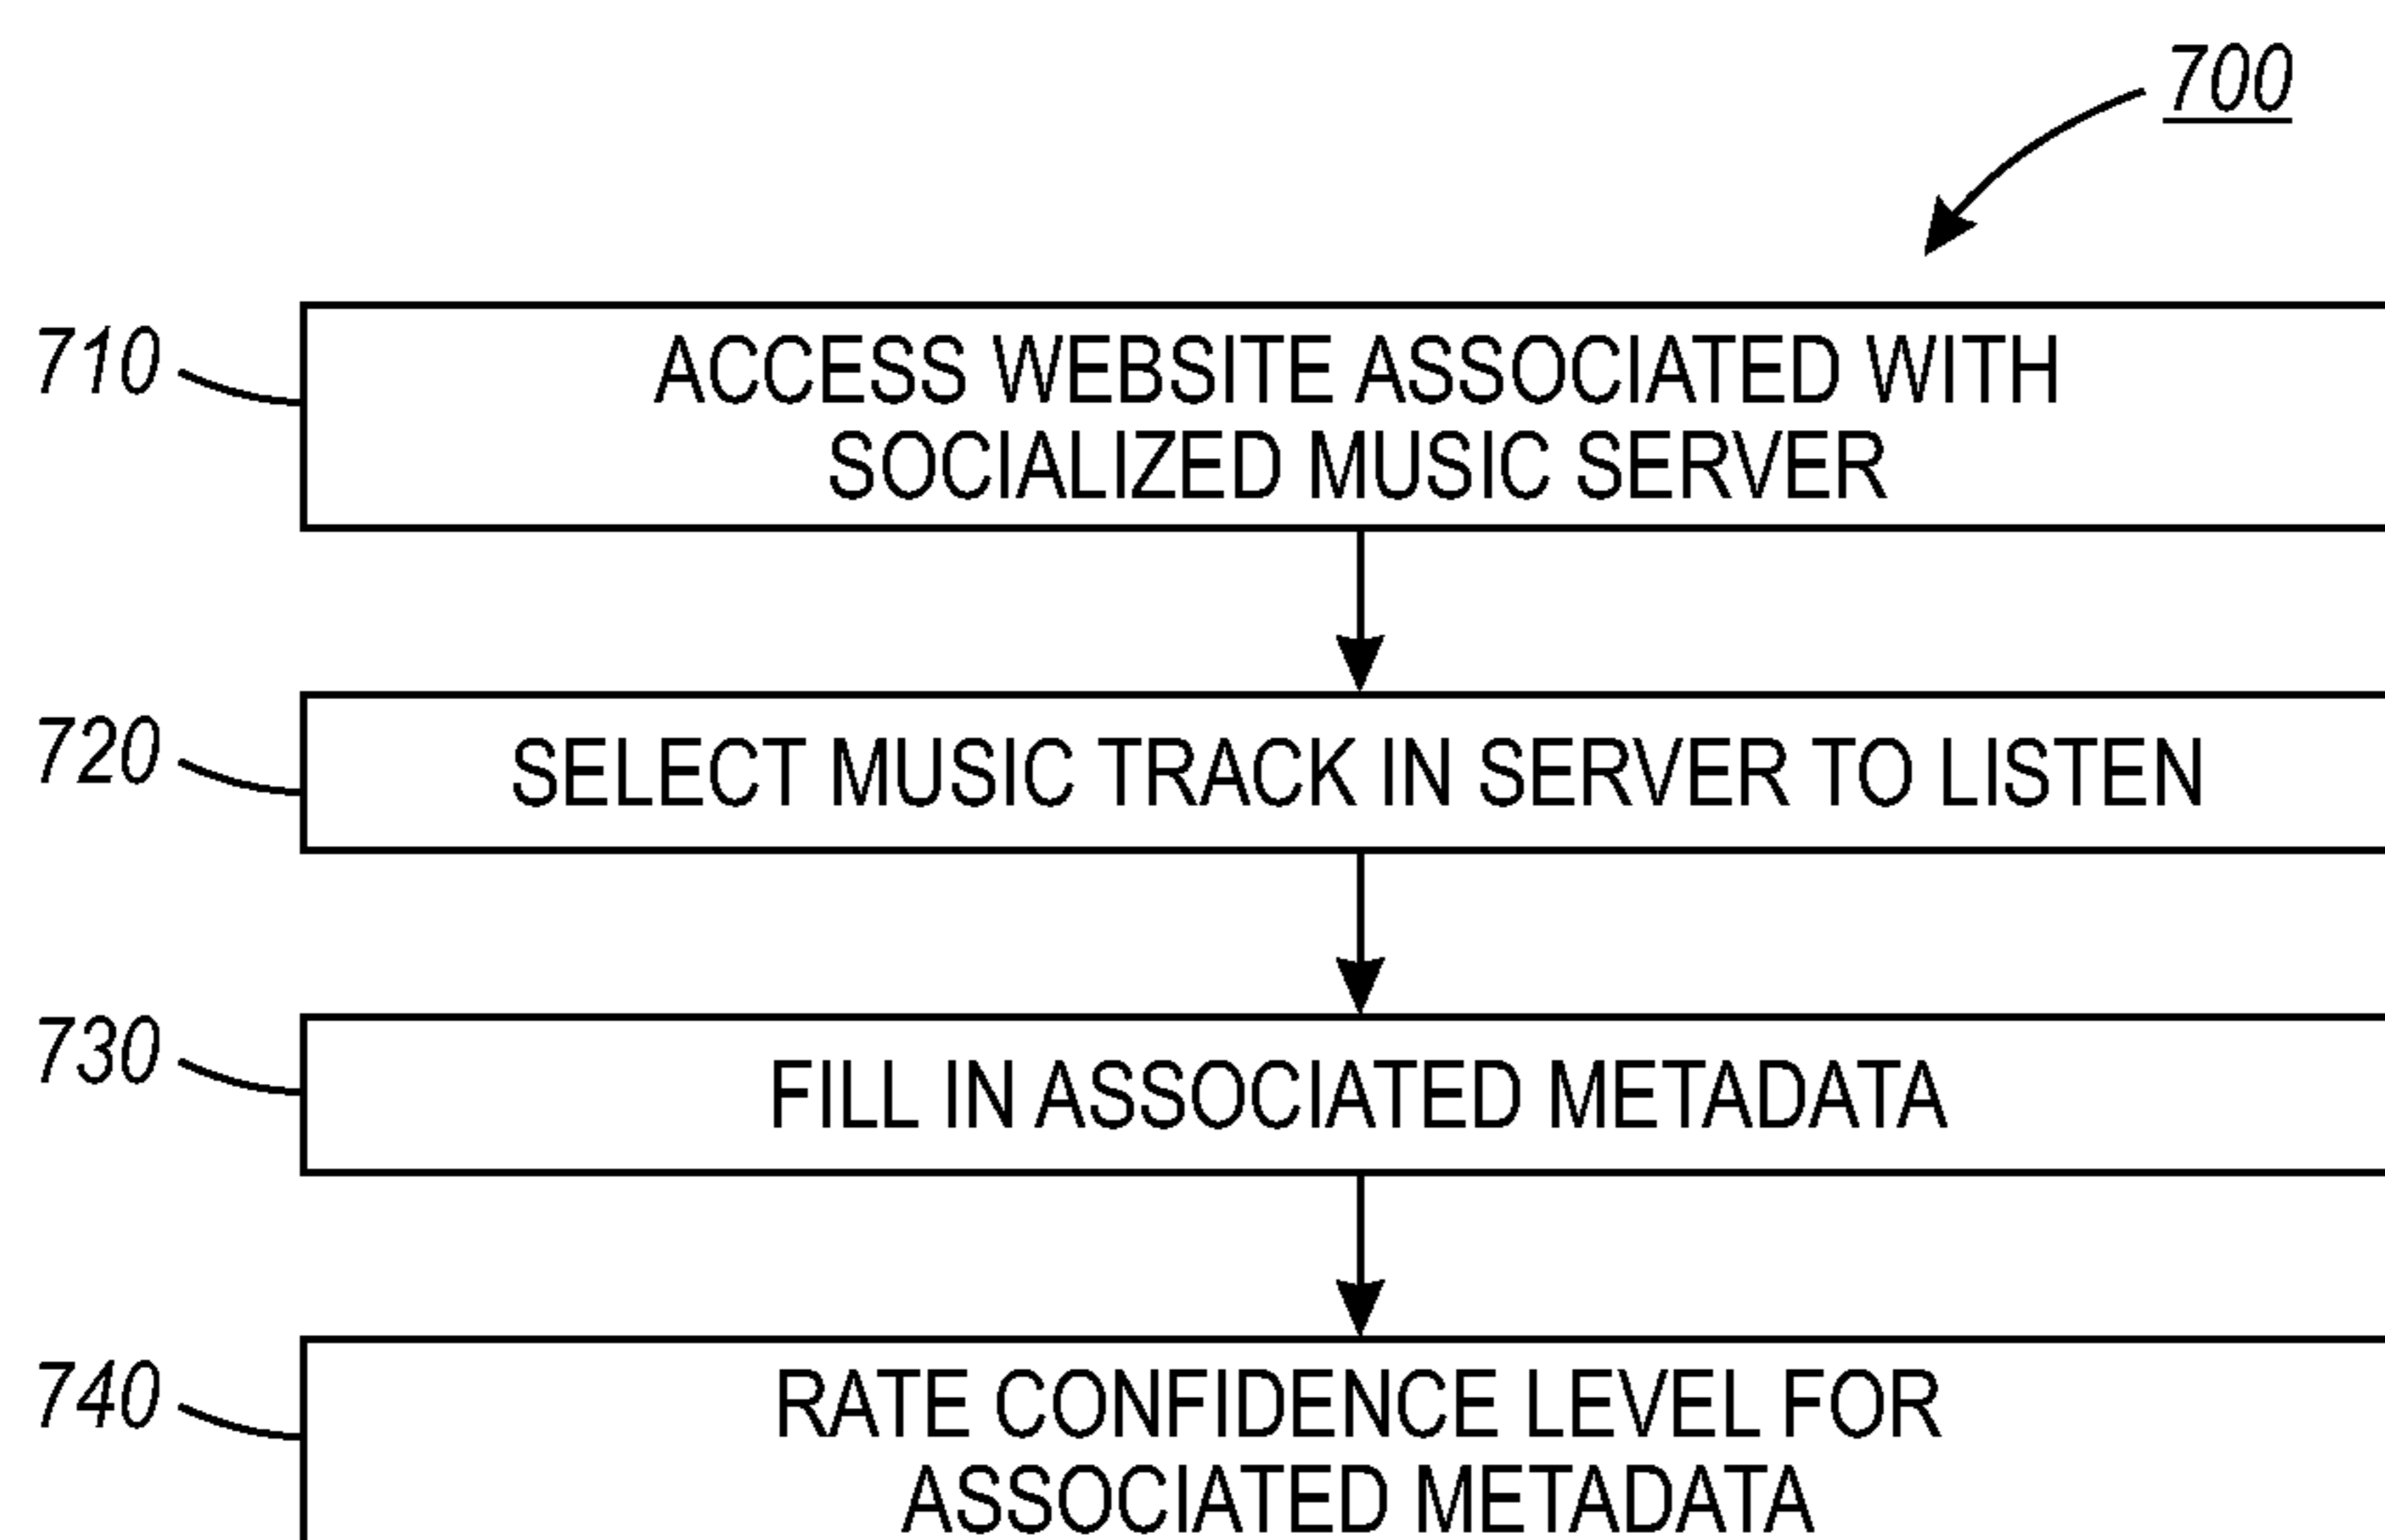 700
710
ACCESS WEBSITE ASSOCIATED WITH
SOCIALIZED MUSIC SERVER
720
SELECT MUSIC TRACK IN SERVER TO LISTEN
730
FILL IN ASSOCIATED METADATA
740
RATE CONFIDENCE LEVEL FOR
ASSOCIATED METADATA